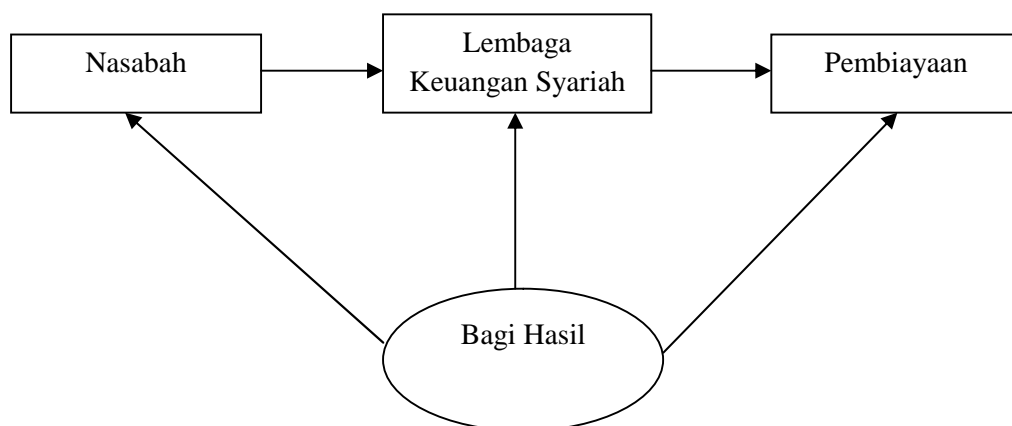 Nasabah
Lembaga
Keuangan Syariah
Pembiayaan
Bagi Hasil